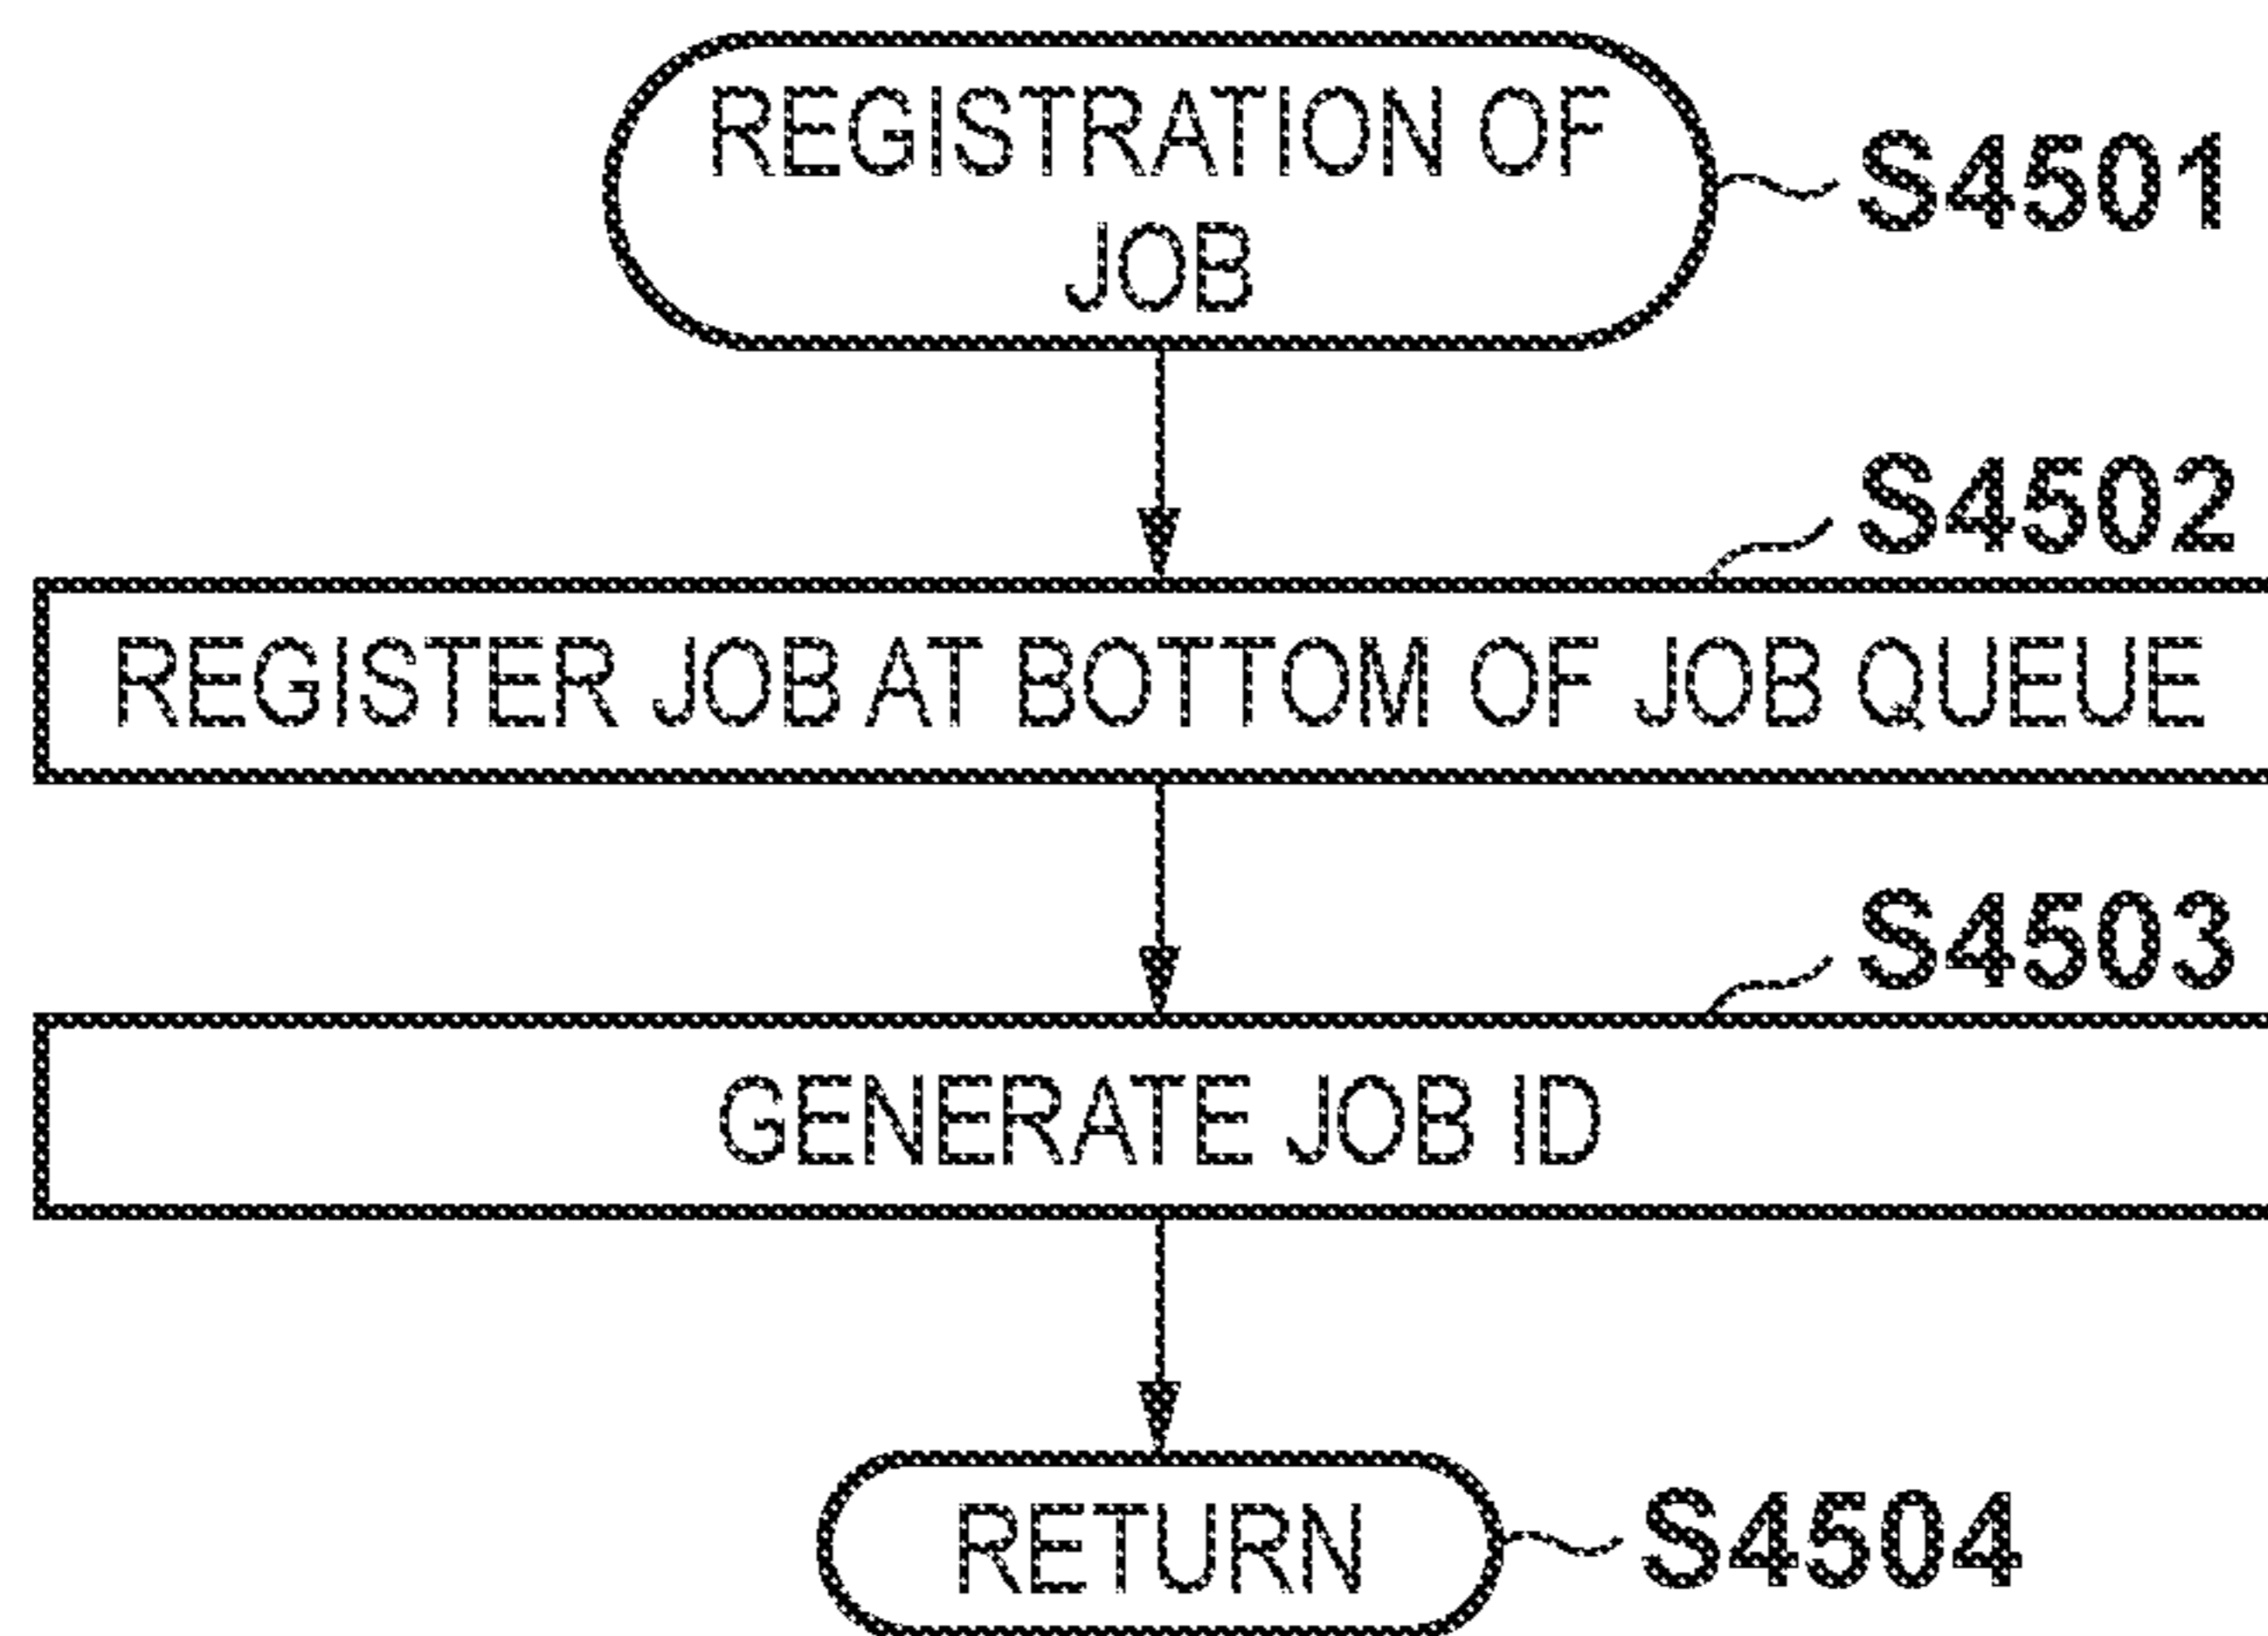 REGISTRATION OF
JOB
S4501
S4502
REGISTER JOB AT BOTTOM OF JOB QUEUE
S4503
GENERATE JOB ID
RETURN
S4504